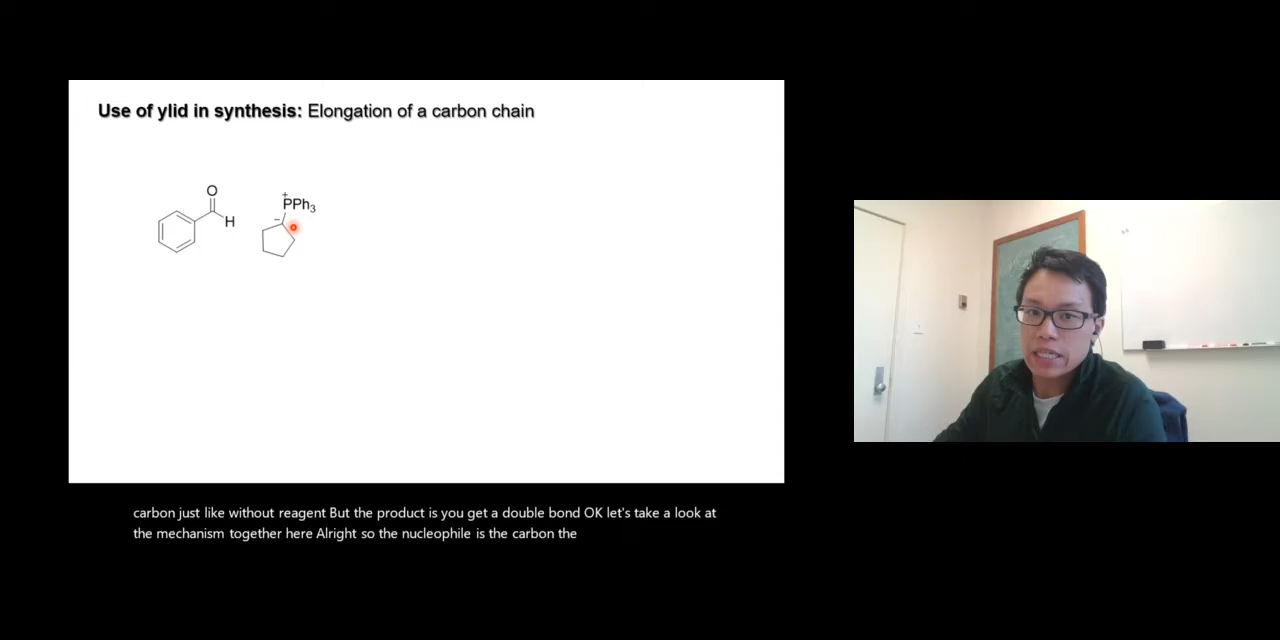 Use of ylid in synthesis: Elongation of a carbon chain
O
H
+
PPh3
−
carbon just like without reagent But the product is you get a double bond OK let's take a look at
the mechanism together here Alright so the nucleophile is the carbon the